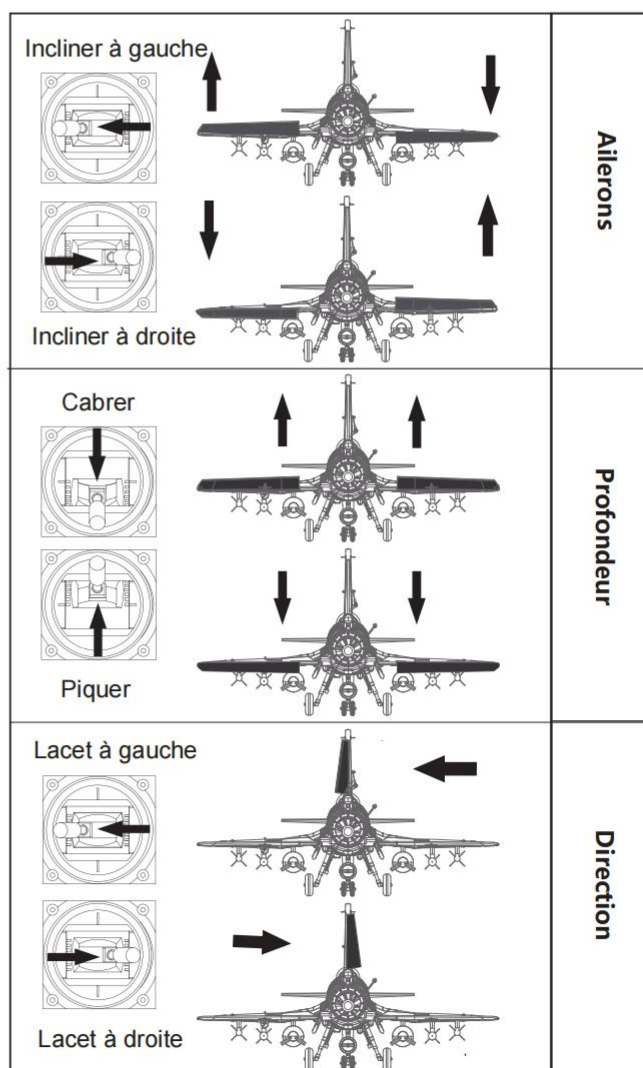 Incliner à gauche
Incliner à droite
Ailerons
Cabrer
Piquer
Profondeur
Lacet à gauche
Lacet à droite
Direction